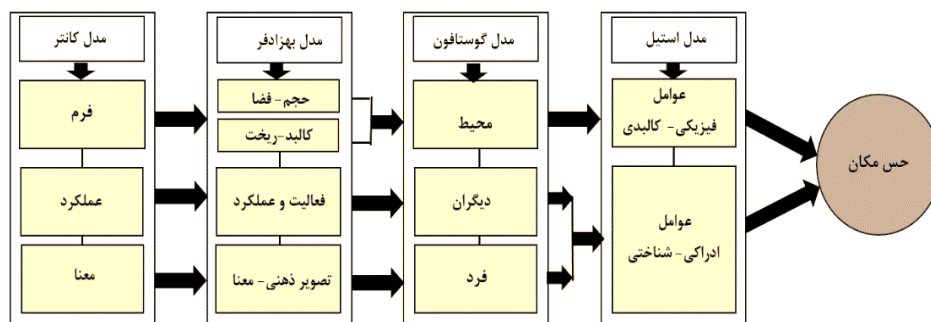 مدل کانتر
فرم
عملکرد
معنا
مدل بهزادفر
حجم- فضا
کالبد-ریخت
فعالیت و عملکرد
تصویر ذهنی- معنا
مدل گوستافون
محیط
دیگران
فرد
مدل استیل
عوامل
فیزیکی- کالبدی
عوامل
ادراکی- شناختی
حس مکان